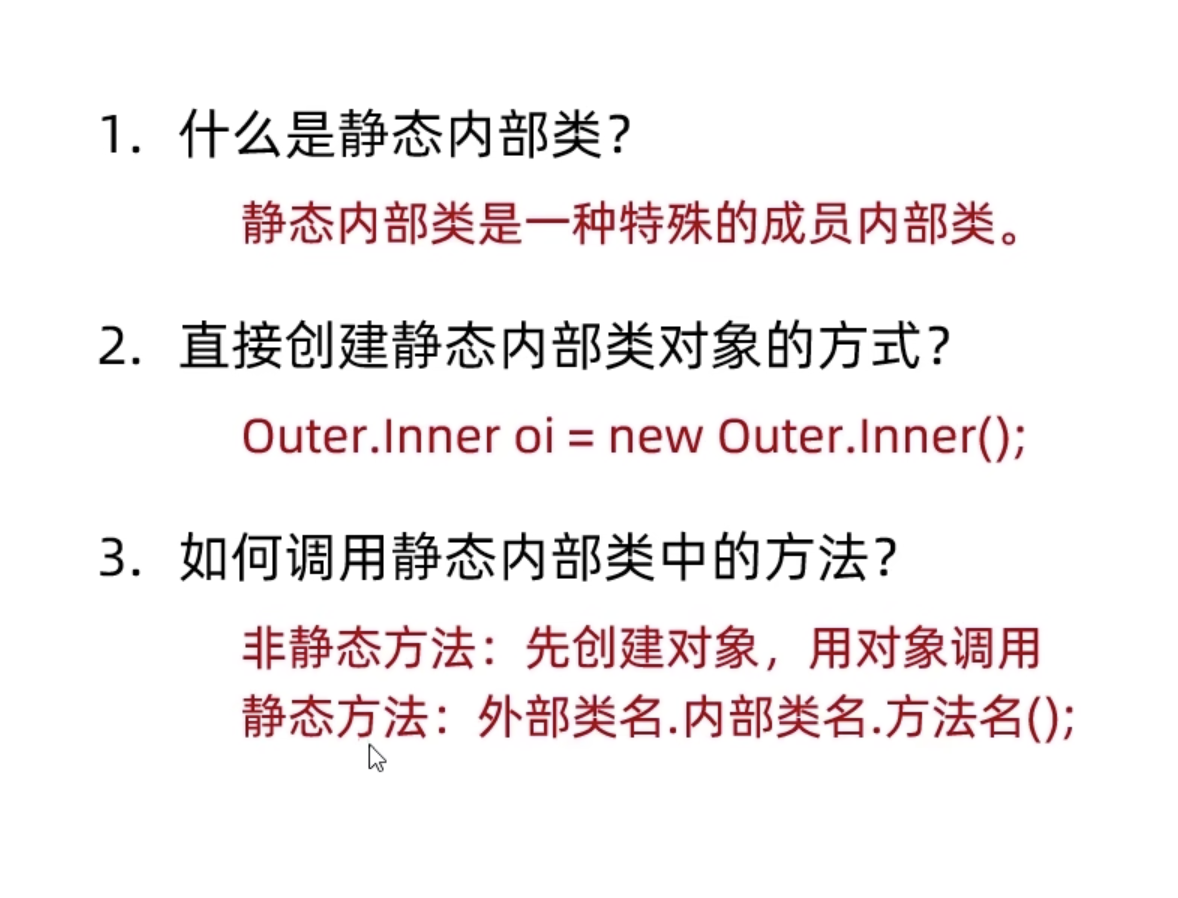 1. 什么是静态内部类？
静态内部类是一种特殊的成员内部类。
2. 直接创建静态内部类对象的方式？
Outer.Inner oi = new Outer.Inner();
3. 如何调用静态内部类中的方法？
非静态方法：先创建对象，用对象调用
静态方法：外部类名.内部类名.方法名();